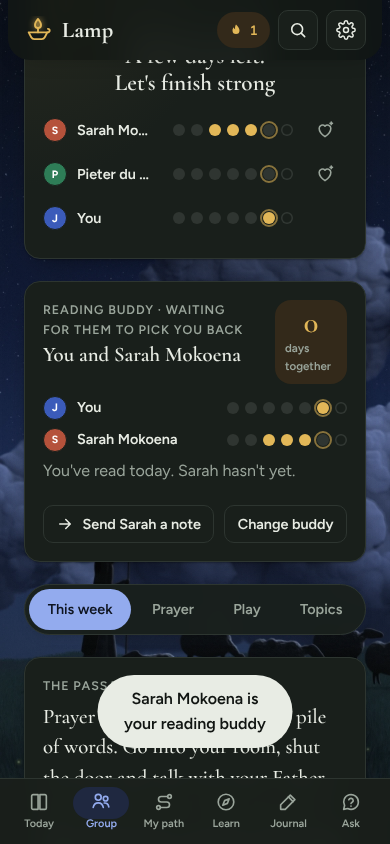 Lamp
1
A few days left.
Let's finish strong
S Sarah Mo...
P Pieter du ...
J You
READING BUDDY · WAITING
FOR THEM TO PICK YOU BACK
You and Sarah Mokoena
0
days
together
J You
S Sarah Mokoena
You've read today. Sarah hasn't yet.
→ Send Sarah a note
Change buddy
This week
Prayer
Play
Topics
THE PASS
Sarah Mokoena is
your reading buddy
Prayer
pile
of words. Go into your room, shut
the door and talk with your Father
Today
Group
My path
Learn
Journal
Ask